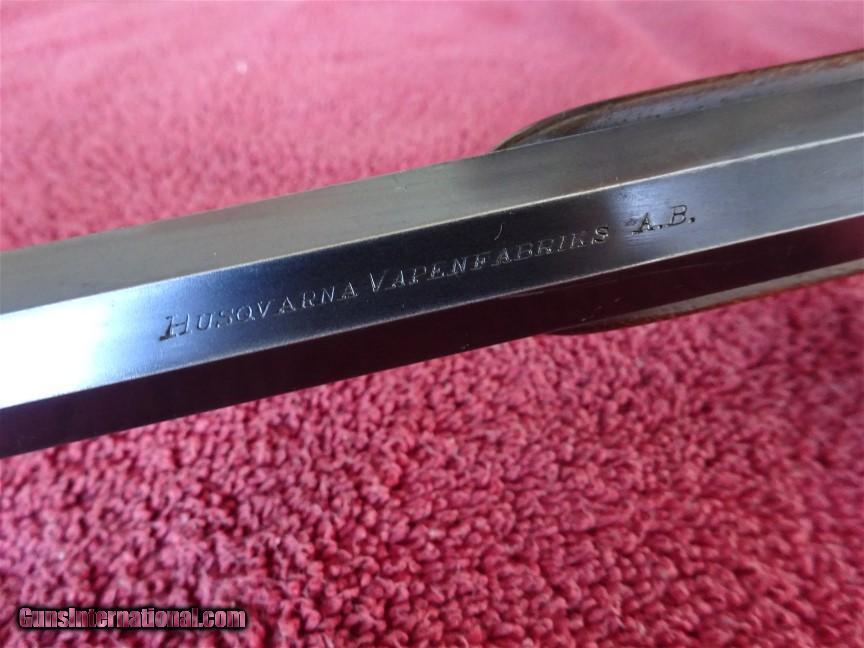 HUSQVARNA VAPENFABRIKS A.B.
GunsInternational.com